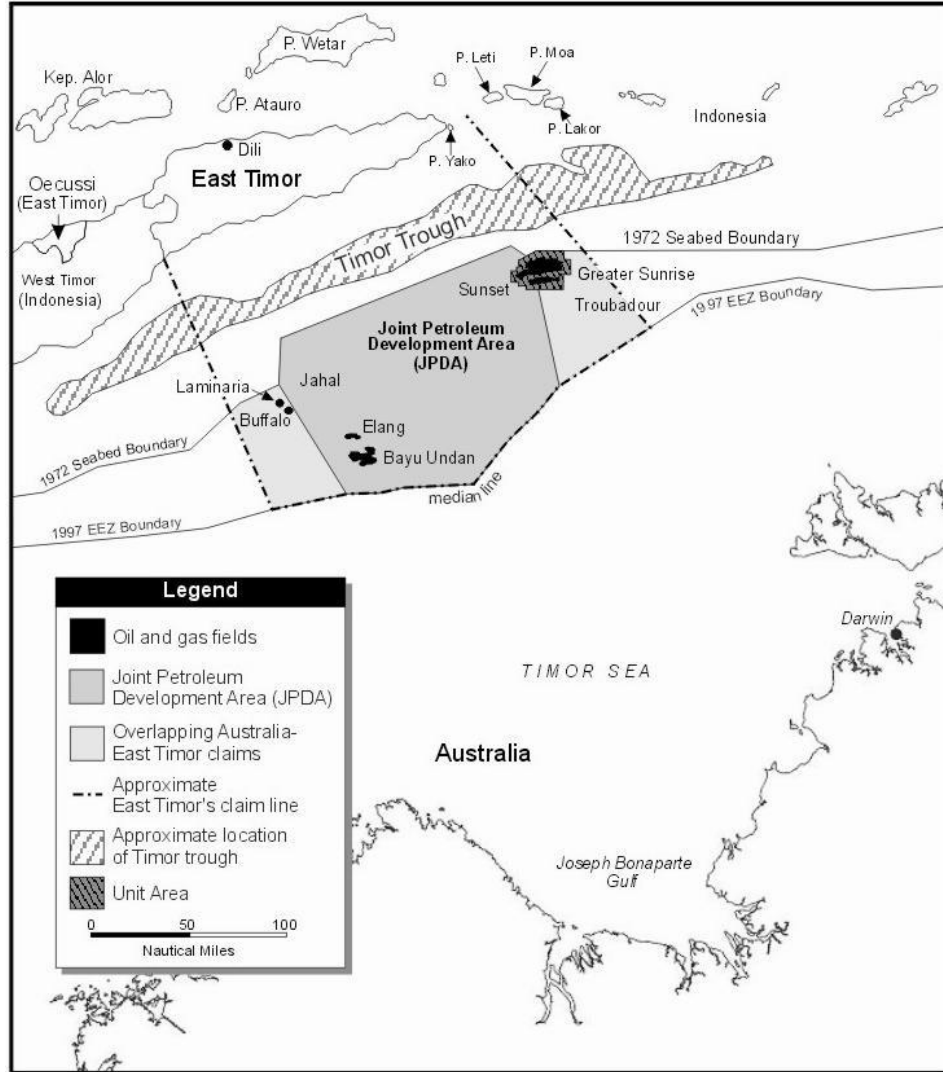 P. Wetar
P. Leti
P. Moa
Kep. Alor
P. Atauro
Indonesia
P. Lakor
Dili
P. Yako
East Timor
Oecussi
(East Timor)
Timor Trough
1972 Seabed Boundary
West Timor
(Indonesia)
Greater Sunrise
Sunset
Troubadour
1997 EEZ Boundary
Joint Petroleum
Development Area
(JPDA)
Laminaria
Jahal
Buffalo
Elang
Bayu Undan
1972 Seabed Boundary
median line
1997 EEZ Boundary
Legend
Oil and gas fields
Joint Petroleum
Development Area (JPDA)
Overlapping Australia-
East Timor claims
Approximate
East Timor's claim line
Approximate location
of Timor trough
Unit Area
0 50 100
Nautical Miles
Darwin
TIMOR SEA
Australia
Joseph Bonaparte
Gulf